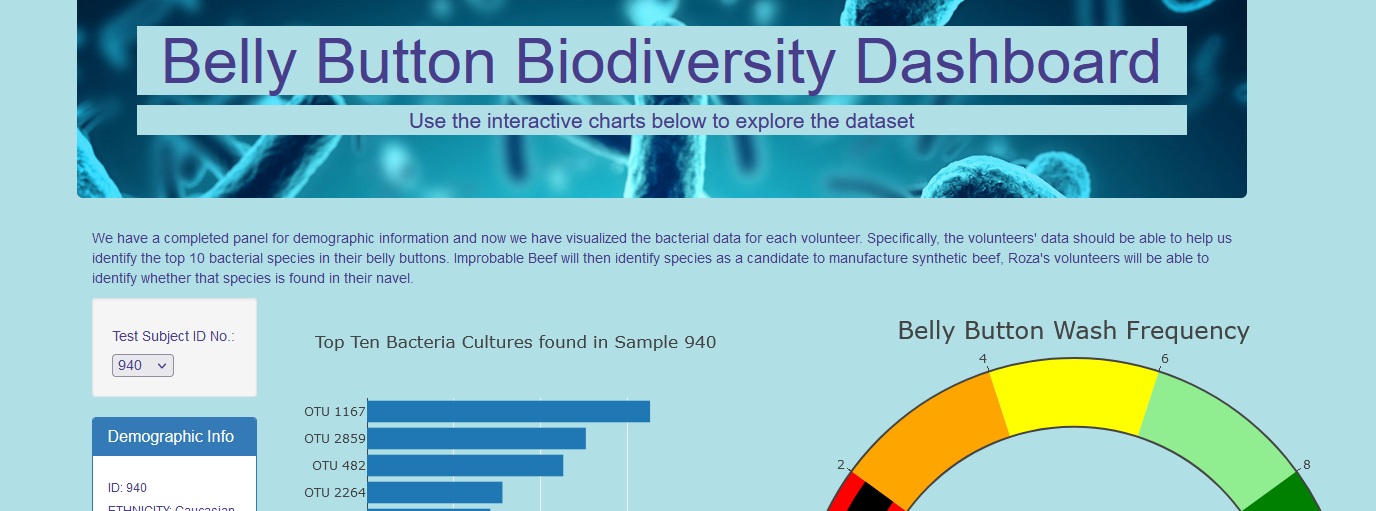 Belly Button Biodiversity Dashboard
Use the interactive charts below to explore the dataset
We have a completed panel for demographic information and now we have visualized the bacterial data for each volunteer. Specifically, the volunteers' data should be able to help us
identify the top 10 bacterial species in their belly buttons. Improbable Beef will then identify species as a candidate to manufacture synthetic beef, Roza's volunteers will be able to
identify whether that species is found in their navel.
Test Subject ID No.:
940
Demographic Info
ID: 940
ETHNICITY: Caucasian
Top Ten Bacteria Cultures found in Sample 940
OTU 1167
OTU 2859
OTU 482
OTU 2264
Belly Button Wash Frequency
4
6
2
8